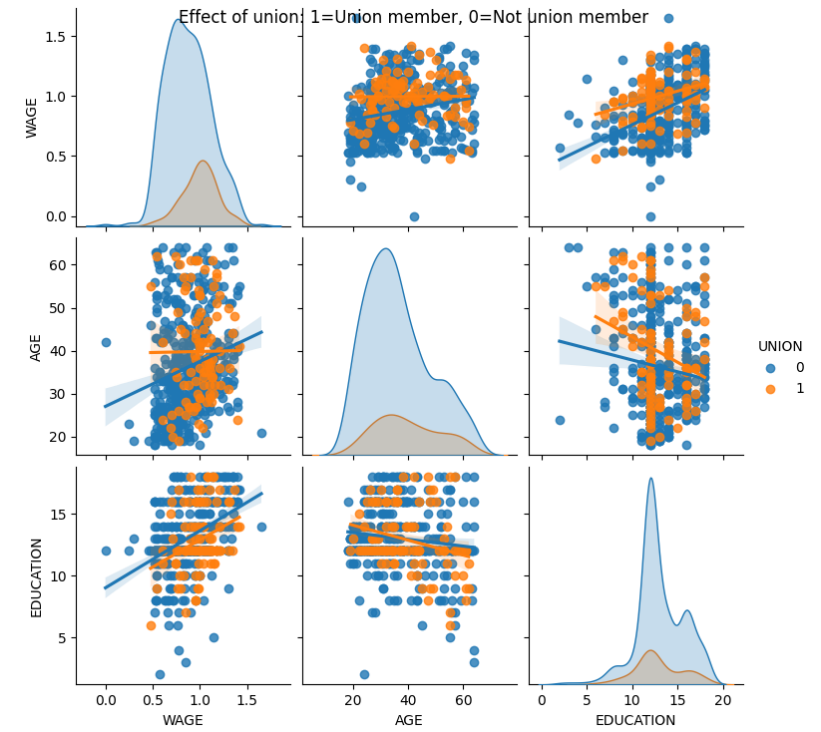 Effect of union: 1=Union member, 0=Not union member
1.5
1.0
0.5
0.0
WAGE
60
50
40
30
20
AGE
UNION
0
1
15
10
5
EDUCATION
0.0 0.5 1.0 1.5
WAGE
20 40 60
AGE
0 5 10 15 20
EDUCATION